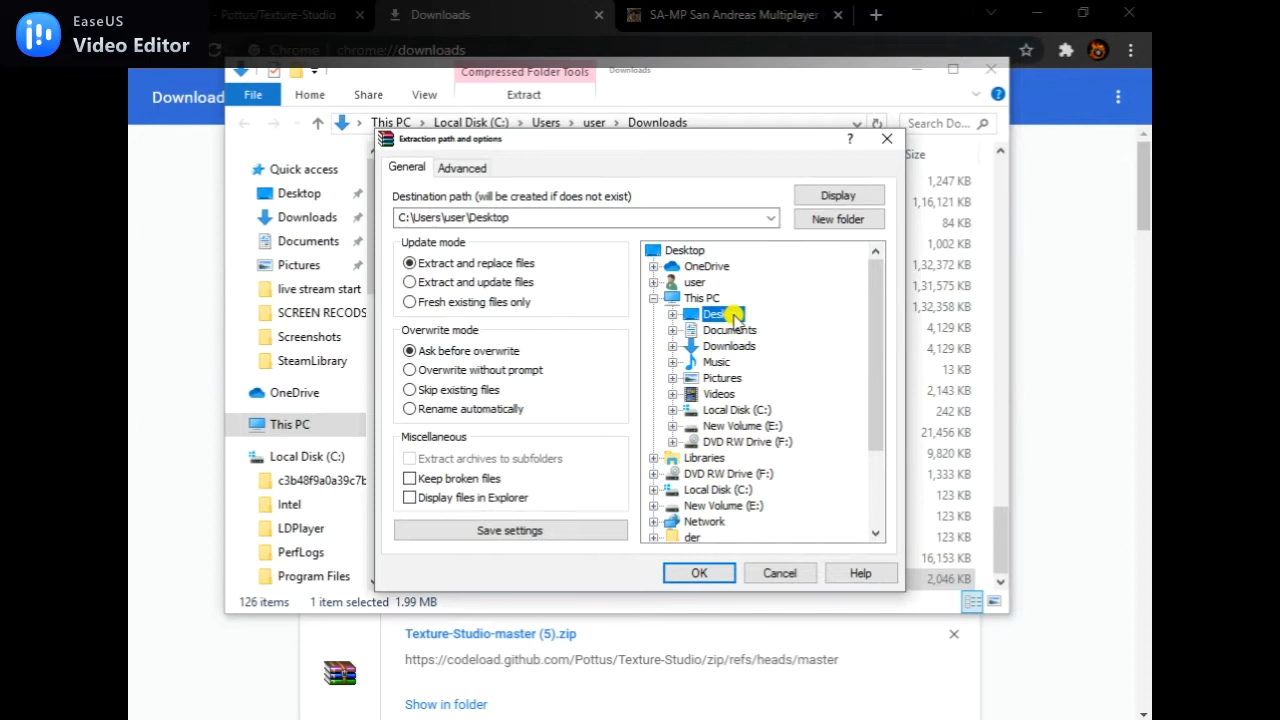 EaseUS
Video Editor
Pottus/Texture-Studio
Downloads
SA-MP San Andreas Multiplayer
Chrome
chrome://downloads
Download
Compressed Folder Tools
Downloads
File
Home
Share
View
Extract
This PC
Local Disk (C:)
Users
user
Downloads
Search Do...
Quick access
Desktop
Downloads
Documents
Pictures
live stream start
SCREEN RECODS
Screenshots
SteamLibrary
OneDrive
This PC
Local Disk (C:)
c3b48f9a0a39c7b
Intel
LDPlayer
PerfLogs
Program Files
126 items
1 item selected
1.99 MB
Extraction path and options
General
Advanced
Destination path (will be created if does not exist)
C:\Users\user\Desktop
Display
New folder
Update mode
Extract and replace files
Extract and update files
Fresh existing files only
Overwrite mode
Ask before overwrite
Overwrite without prompt
Skip existing files
Rename automatically
Miscellaneous
Extract archives to subfolders
Keep broken files
Display files in Explorer
Save settings
Desktop
OneDrive
user
This PC
Documents
Downloads
Music
Pictures
Videos
Local Disk (C:)
New Volume (E:)
DVD RW Drive (F:)
Libraries
DVD RW Drive (F:)
Local Disk (C:)
New Volume (E:)
Network
der
OK
Cancel
Help
Size
1,247 KB
1,16,121 KB
84 KB
1,002 KB
1,32,372 KB
1,31,575 KB
1,32,358 KB
4,129 KB
4,129 KB
13 KB
2,143 KB
242 KB
21,456 KB
9,820 KB
1,333 KB
123 KB
123 KB
123 KB
16,153 KB
2,046 KB
Texture-Studio-master (5).zip
https://codeload.github.com/Pottus/Texture-Studio/zip/refs/heads/master
Show in folder